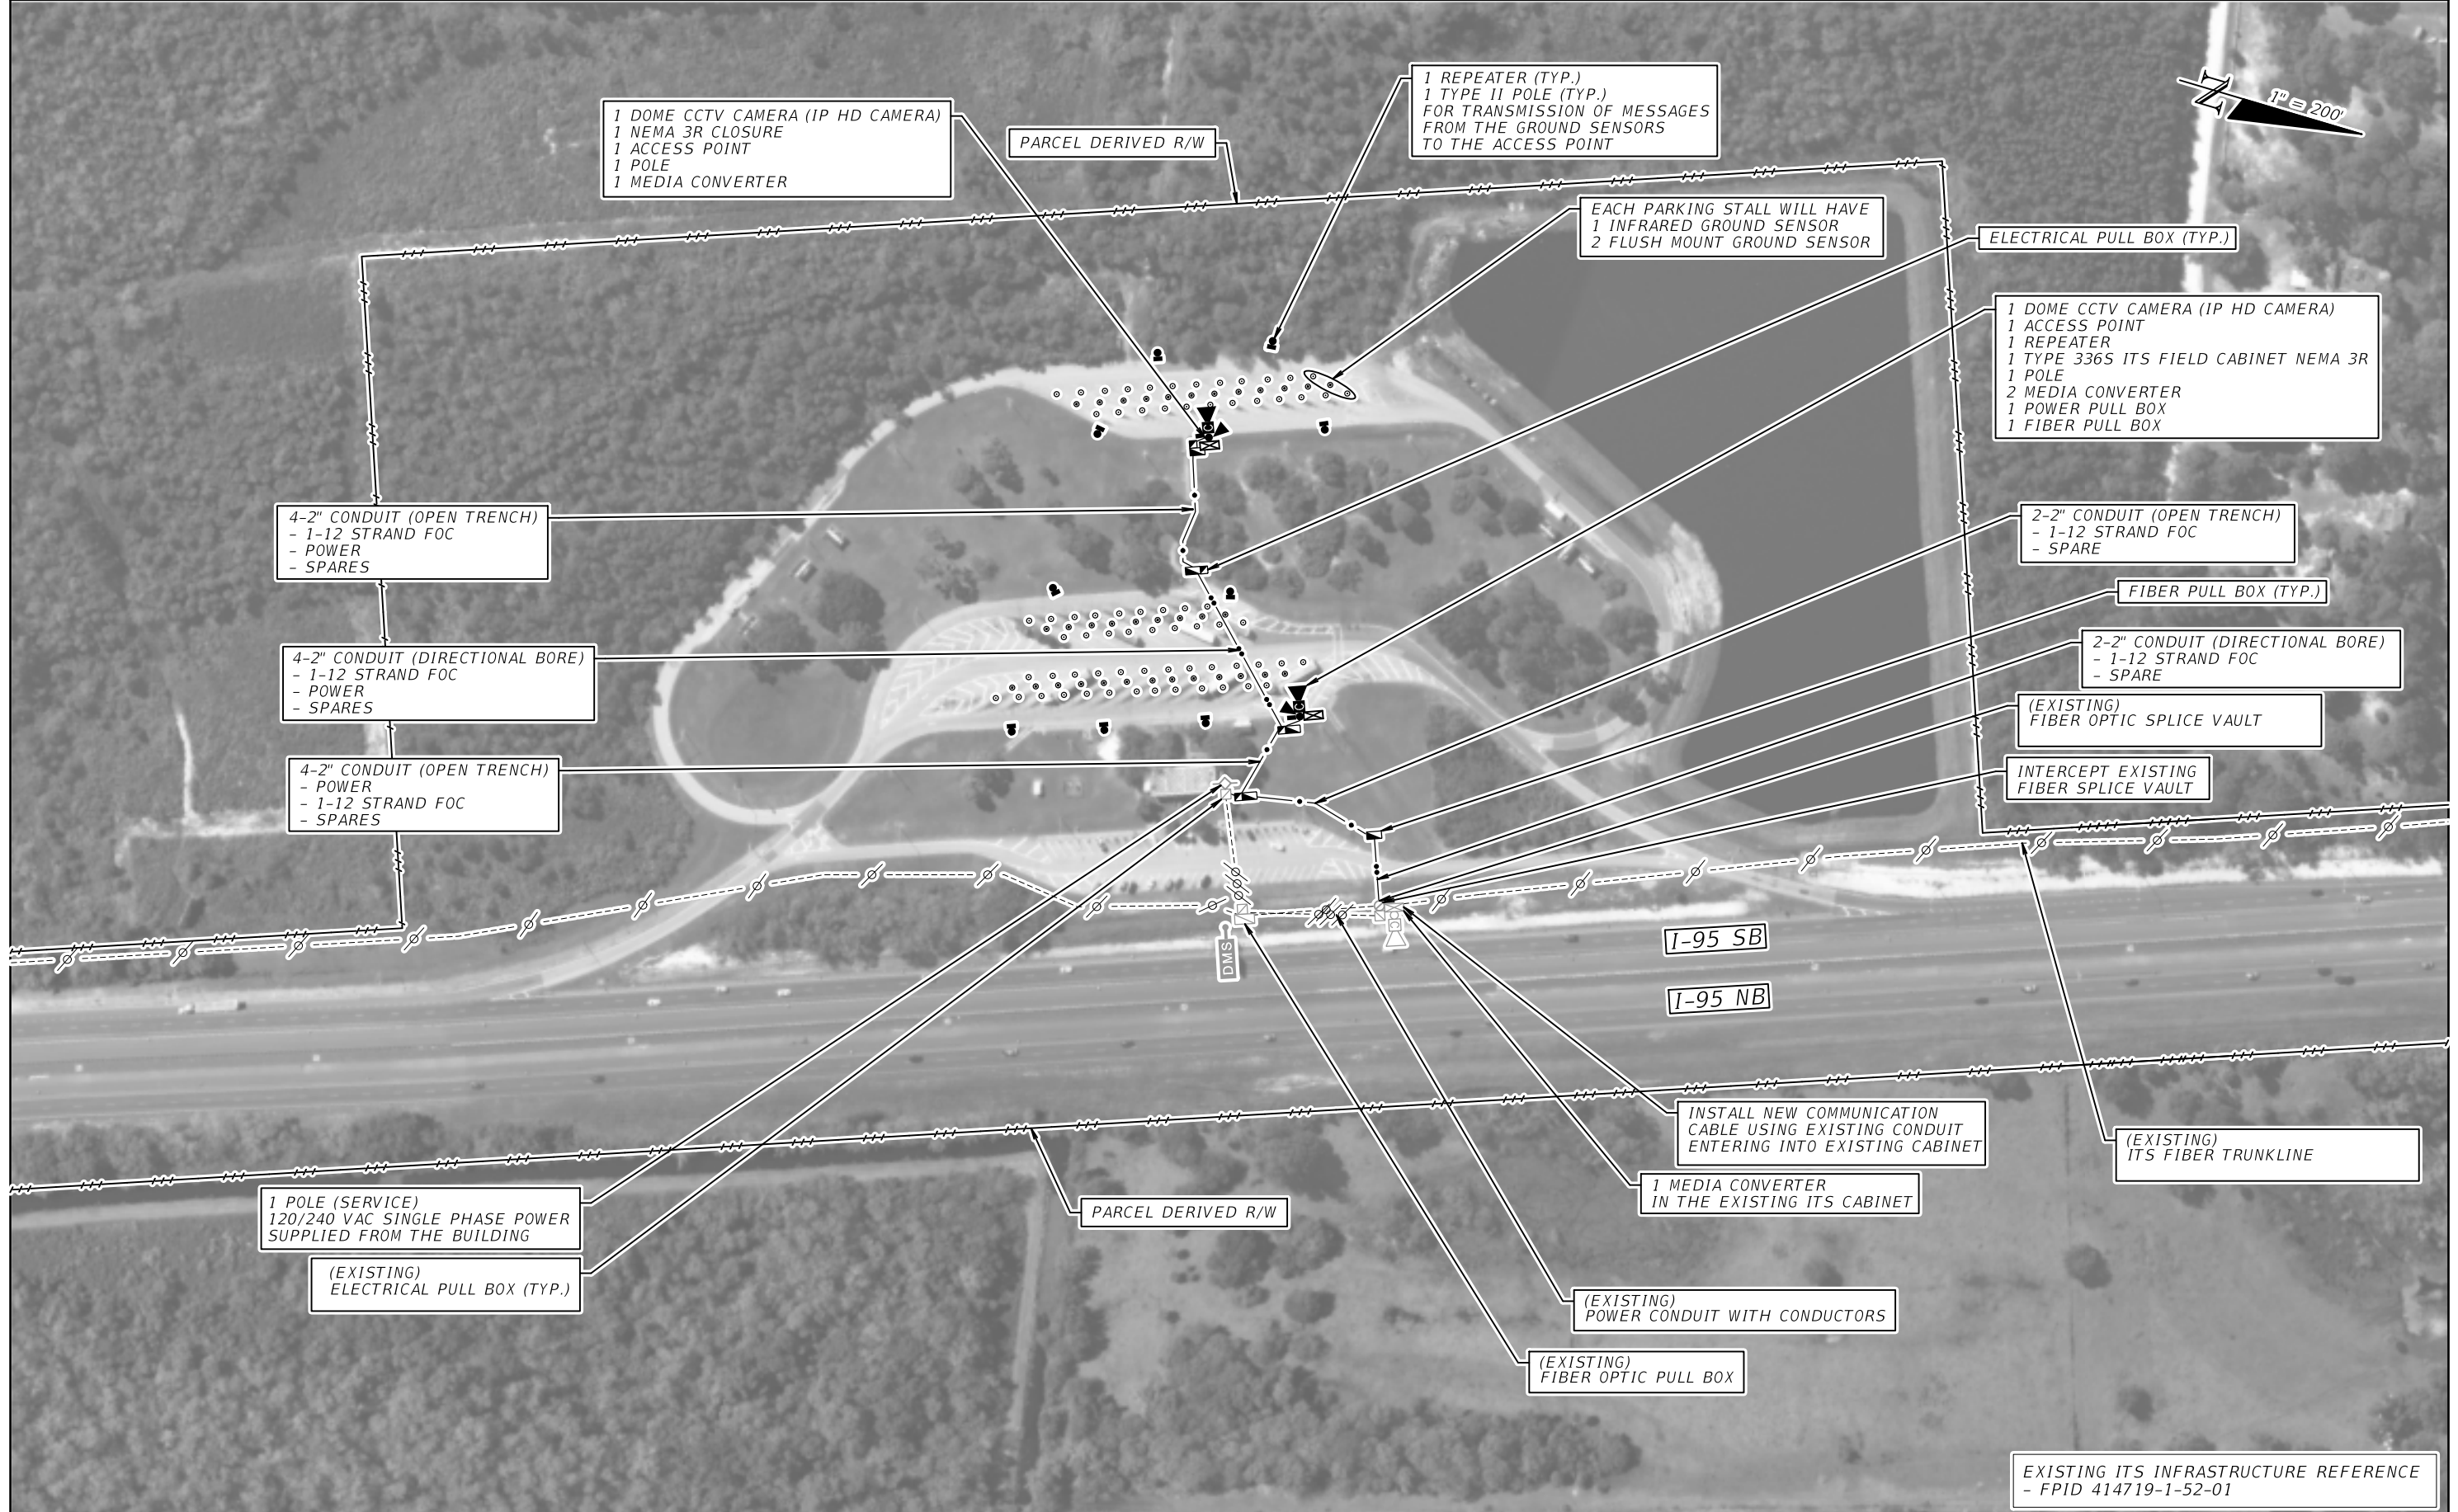 1 REPEATER (TYP.)
1 TYPE II POLE (TYP.)
FOR TRANSMISSION OF MESSAGES
FROM THE GROUND SENSORS
TO THE ACCESS POINT
N
1" = 200'
1 DOME CCTV CAMERA (IP HD CAMERA)
1 NEMA 3R CLOSURE
1 ACCESS POINT
1 POLE
1 MEDIA CONVERTER
PARCEL DERIVED R/W
EACH PARKING STALL WILL HAVE
1 INFRARED GROUND SENSOR
2 FLUSH MOUNT GROUND SENSOR
ELECTRICAL PULL BOX (TYP.)
1 DOME CCTV CAMERA (IP HD CAMERA)
1 ACCESS POINT
1 REPEATER
1 TYPE 336S ITS FIELD CABINET NEMA 3R
1 POLE
2 MEDIA CONVERTER
1 POWER PULL BOX
1 FIBER PULL BOX
4-2" CONDUIT (OPEN TRENCH)
- 1-12 STRAND FOC
- POWER
- SPARES
2-2" CONDUIT (OPEN TRENCH)
- 1-12 STRAND FOC
- SPARE
FIBER PULL BOX (TYP.)
4-2" CONDUIT (DIRECTIONAL BORE)
- 1-12 STRAND FOC
- POWER
- SPARES
2-2" CONDUIT (DIRECTIONAL BORE)
- 1-12 STRAND FOC
- SPARE
(EXISTING)
FIBER OPTIC SPLICE VAULT
4-2" CONDUIT (OPEN TRENCH)
- POWER
- 1-12 STRAND FOC
- SPARES
INTERCEPT EXISTING
FIBER SPLICE VAULT
C
C
C
DMS
I-95 SB
I-95 NB
INSTALL NEW COMMUNICATION
CABLE USING EXISTING CONDUIT
ENTERING INTO EXISTING CABINET
(EXISTING)
ITS FIBER TRUNKLINE
1 MEDIA CONVERTER
IN THE EXISTING ITS CABINET
1 POLE (SERVICE)
120/240 VAC SINGLE PHASE POWER
SUPPLIED FROM THE BUILDING
PARCEL DERIVED R/W
(EXISTING)
ELECTRICAL PULL BOX (TYP.)
(EXISTING)
POWER CONDUIT WITH CONDUCTORS
(EXISTING)
FIBER OPTIC PULL BOX
EXISTING ITS INFRASTRUCTURE REFERENCE
- FPID 414719-1-52-01